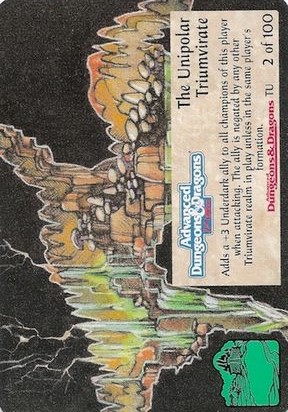 Advanced
Dungeons & Dragons
The Unipolar
Triumvirate
Adds a +3 Underdark ally to all champions of this player
when attacking. The ally is negated by any other
Triumvirate realm in play unless in the same player's
formation.
Advanced
Dungeons & Dragons TU 2 of 100